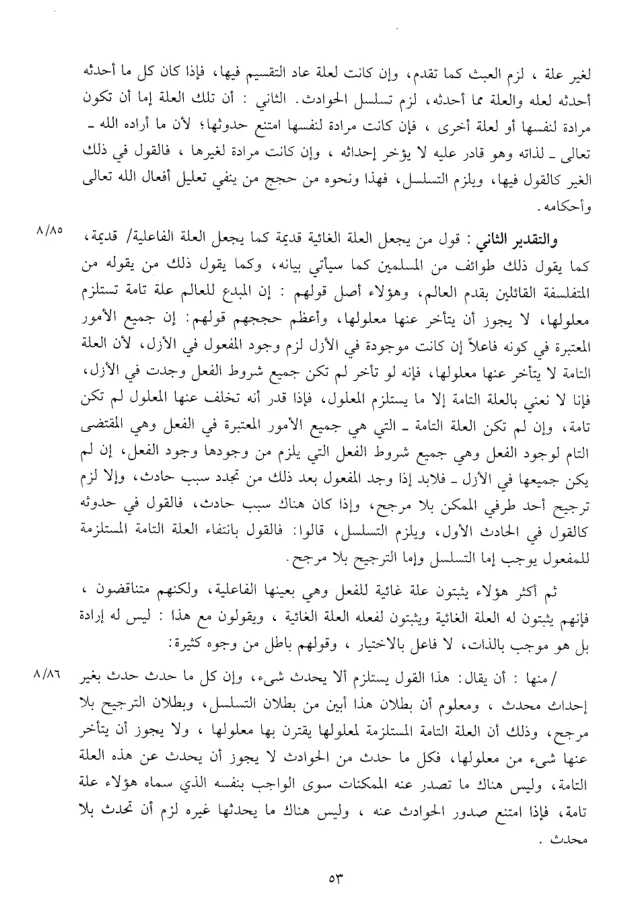 لغير علة ، لزم العبث كما تقدم، وإن كانت لعلة عاد التقسيم فيها، فإذا كان كل ما أحدثه
أحدثه لعله والعلة مما أحدثه، لزم تسلسل الحوادث. الثاني : أن تلك العلة إما أن تكون
مرادة لنفسها أو لعلة أخرى ، فإن كانت مرادة لنفسها امتنع حدوثها؛ لأن ما أراده الله ـ
تعالى ـ لذاته وهو قادر عليه لا يؤخر إحداثه ، وإن كانت مرادة لغيرها ، فالقول في ذلك
الغير كالقول فيها، ويلزم التسلسل، فهذا ونحوه من حجج من ينفي تعليل أفعال الله تعالى
وأحكامه.
والتقدير الثاني : قول من يجعل العلة الغائية قديمة كما يجعل العلة الفاعلية/ قديمة، ٨/٨٥
كما يقول ذلك طوائف من المسلمين كما سيأتي بيانه، وكما يقول ذلك من يقوله من
المتفلسفة القائلين بقدم العالم، وهؤلاء أصل قولهم : إن المبدع للعالم علة تامة تستلزم
معلولها، لا يجوز أن يتأخر عنها معلولها، وأعظم حججهم قولهم: إن جميع الأمور
المعتبرة في كونه فاعلاً إن كانت موجودة في الأزل لزم وجود المفعول في الأزل، لأن العلة
التامة لا يتأخر عنها معلولها، فإنه لو تأخر لم تكن جميع شروط الفعل وجدت في الأزل،
فإنا لا نعني بالعلة التامة إلا ما يستلزم المعلول، فإذا قدر أنه تخلف عنها المعلول لم تكن
تامة، وإن لم تكن العلة التامة ـ التي هي جميع الأمور المعتبرة في الفعل وهي المقتضى
التام لوجود الفعل وهي جميع شروط الفعل التي يلزم من وجودها وجود الفعل، إن لم
يكن جميعها في الأزل ـ فلابد إذا وجد المفعول بعد ذلك من تجدد سبب حادث، وإلا لزم
ترجيح أحد طرفي الممكن بلا مرجح، وإذا كان هناك سبب حادث، فالقول في حدوثه
كالقول في الحادث الأول، ويلزم التسلسل، قالوا: فالقول بانتفاء العلة التامة المستلزمة
للمفعول يوجب إما التسلسل وإما الترجيح بلا مرجح.
ثم أكثر هؤلاء يثبتون علة غائية للفعل وهي بعينها الفاعلية، ولكنهم متناقضون ،
فإنهم يثبتون له العلة الغائية ويثبتون لفعله العلة الغائية ، ويقولون مع هذا : ليس له إرادة
بل هو موجب بالذات، لا فاعل بالاختيار ، وقولهم باطل من وجوه كثيرة:
/منها : أن يقال: هذا القول يستلزم ألا يحدث شىء، وإن كل ما حدث حدث بغير ٨/٨٦
إحداث محدث ، ومعلوم أن بطلان هذا أبين من بطلان التسلسل، وبطلان الترجيح بلا
مرجح، وذلك أن العلة التامة المستلزمة لمعلولها يقترن بها معلولها ، ولا يجوز أن يتأخر
عنها شىء من معلولها، فكل ما حدث من الحوادث لا يجوز أن يحدث عن هذه العلة
التامة، وليس هناك ما تصدر عنه الممكنات سوى الواجب بنفسه الذي سماه هؤلاء علة
تامة، فإذا امتنع صدور الحوادث عنه ، وليس هناك ما يحدثها غيره لزم أن تحدث بلا
محدث .
٥٣